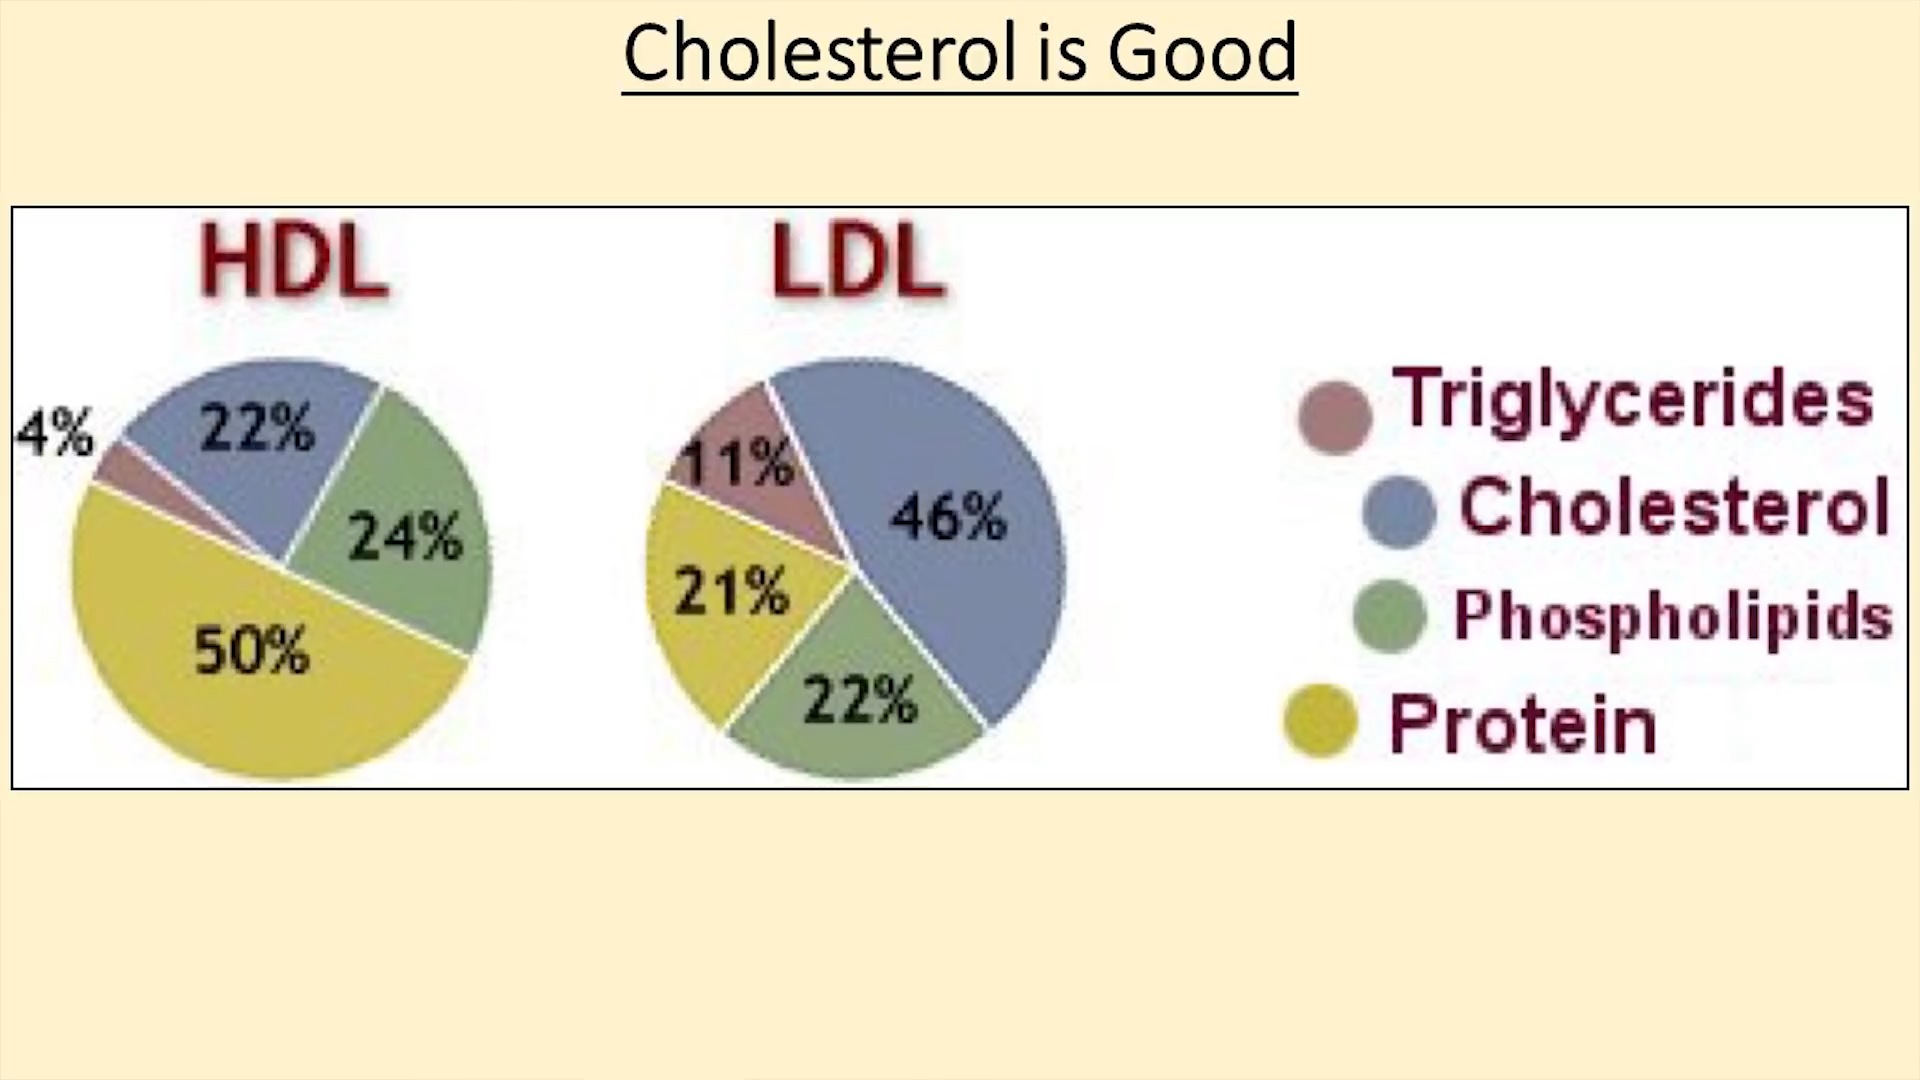 Cholesterol is Good
HDL
4%
22%
24%
50%
LDL
11%
46%
21%
22%
Triglycerides
Cholesterol
Phospholipids
Protein